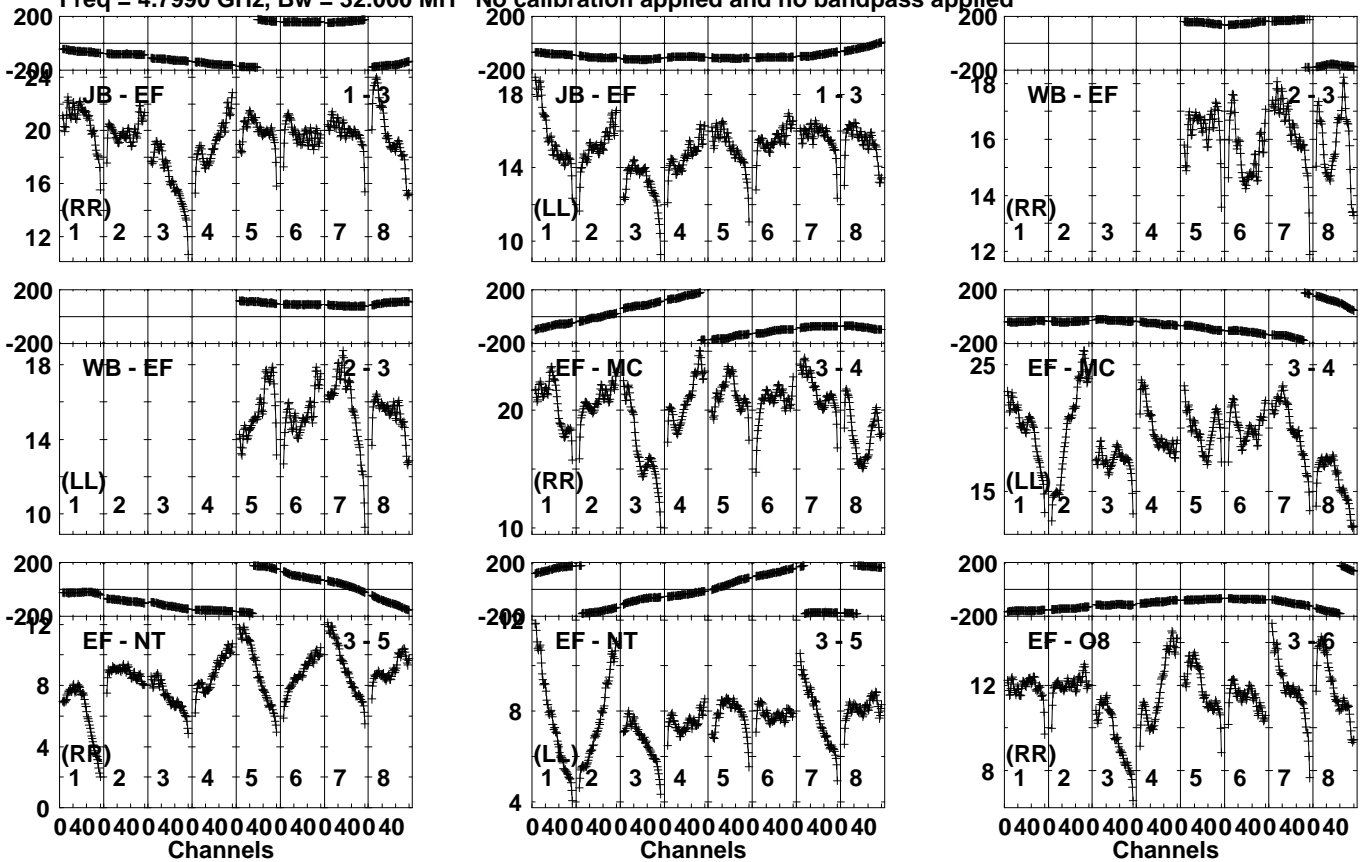 Freq = 4.7990 GHz, Bw = 32.000 MH No calibration applied and no bandpass applied
200 200 200
-200 -200 -200
24 JB - EF 1 - 3 18 JB - EF 1 - 3 18 WB - EF 2 - 3
20 16
16 14 14
12 (RR) 10 (LL) 12 (RR)
1 2 3 4 5 6 7 8 1 2 3 4 5 6 7 8 1 2 3 4 5 6 7 8
200 200 200
-200 -200 -200
18 WB - EF 2 - 3 EF - MC 3 - 4 25 EF - MC 3 - 4
14 20
10 (LL) 10 (RR) 15 (LL)
1 2 3 4 5 6 7 8 1 2 3 4 5 6 7 8 1 2 3 4 5 6 7 8
200 200 200
-200 -200 -200
12 EF - NT 3 - 5 12 EF - NT 3 - 5 EF - O8 3 - 6
8 8 12
4 (RR) (LL) 8 (RR)
1 2 3 4 5 6 7 8 1 2 3 4 5 6 7 8 1 2 3 4 5 6 7 8
0 4
0 40 0 40 0 40 0 40 0 40 0 40 0 40 0 40 0 40 0 40 0 40 0 40 0 40 0 40 0 40 0 40 0 40 0 40 0 40 0 40 0 40 0 40 0 40 0 40
Channels Channels Channels